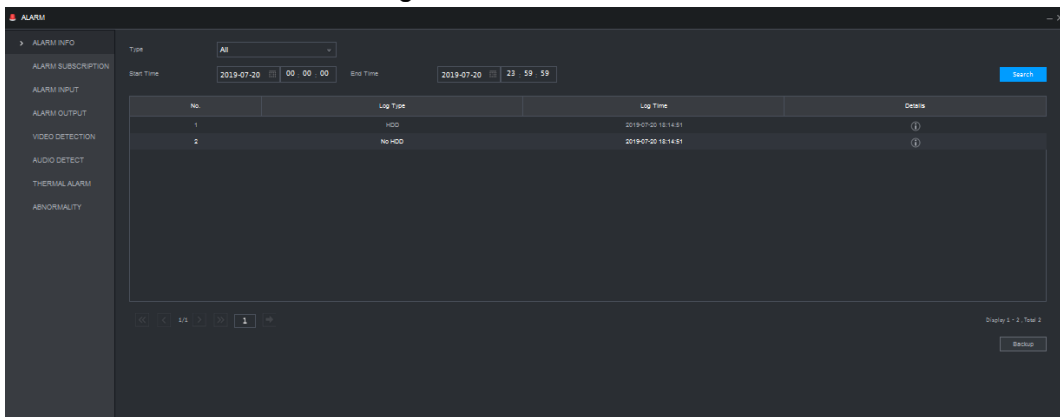 ALARM
ALARM INFO
ALARM SUBSCRIPTION
ALARM INPUT
ALARM OUTPUT
VIDEO DETECTION
AUDIO DETECT
THERMAL ALARM
ABNORMALITY
Type All
Start Time 2019-07-20 00 : 00 : 00 End Time 2019-07-20 23 : 59 : 59 Search
No. Log Type Log Time Details
1 HDD 2019-07-20 18:14:51
2 No HDD 2019-07-20 18:14:51
1/1 1 Display 1 - 2 , Total 2
Backup